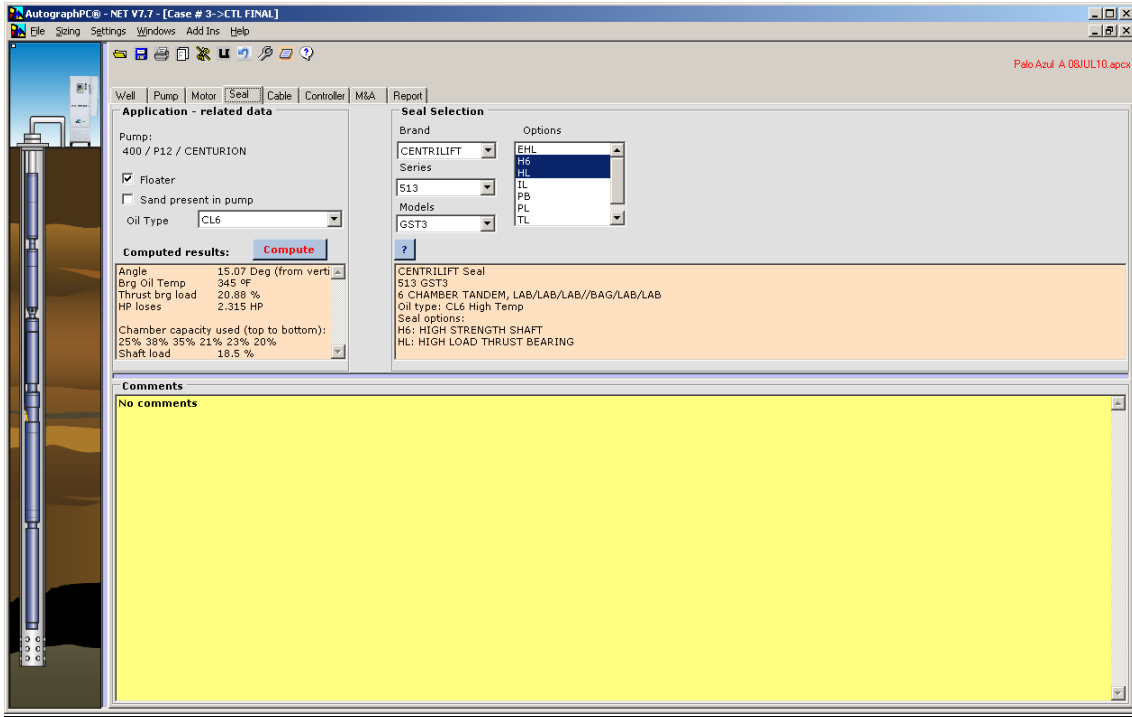 AutographPC® - NET V7.7 - [Case # 3->CTL FINAL]
File Sizing Settings Windows Add Ins Help
Palo Azul A 08JUL10.apcx
Well Pump Motor Seal Cable Controller M&A Report
Application - related data
Pump:
400 / P12 / CENTURION
Floater
Sand present in pump
Oil Type CL6
Computed results: Compute
Angle 15.07 Deg (from verti
Brg Oil Temp 345 ºF
Thrust brg load 20.88 %
HP loses 2.315 HP
Chamber capacity used (top to bottom):
25% 38% 35% 21% 23% 20%
Shaft load 18.5 %
Seal Selection
Brand Options
CENTRILIFT
Series
513
Models
GST3
EHL
H6
HL
IL
PB
PL
TL
?
CENTRILIFT Seal
513 GST3
6 CHAMBER TANDEM, LAB/LAB/LAB//BAG/LAB/LAB
Oil type: CL6 High Temp
Seal options:
H6: HIGH STRENGTH SHAFT
HL: HIGH LOAD THRUST BEARING
Comments
No comments